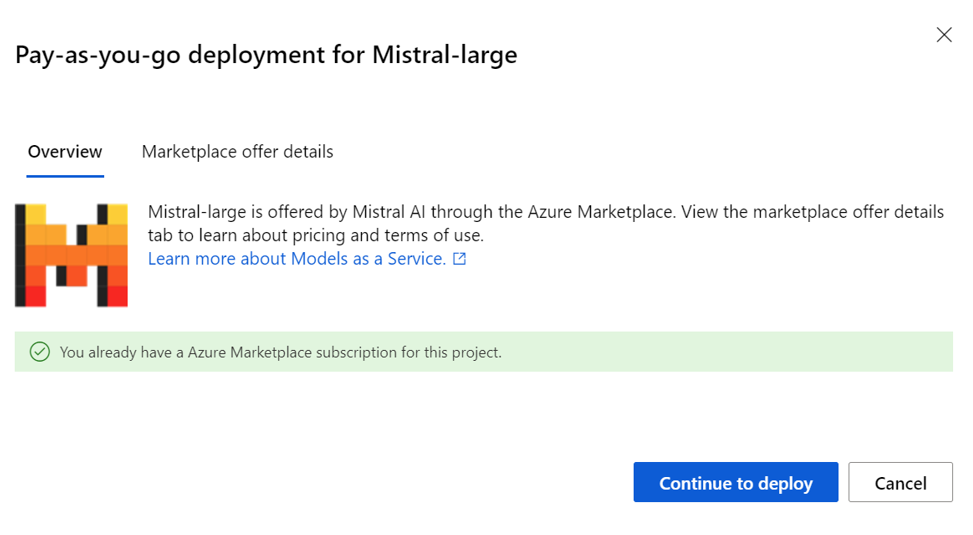 Pay-as-you-go deployment for Mistral-large
Overview
Marketplace offer details
Mistral-large is offered by Mistral AI through the Azure Marketplace. View the marketplace offer details
tab to learn about pricing and terms of use.
Learn more about Models as a Service.
You already have a Azure Marketplace subscription for this project.
Continue to deploy
Cancel